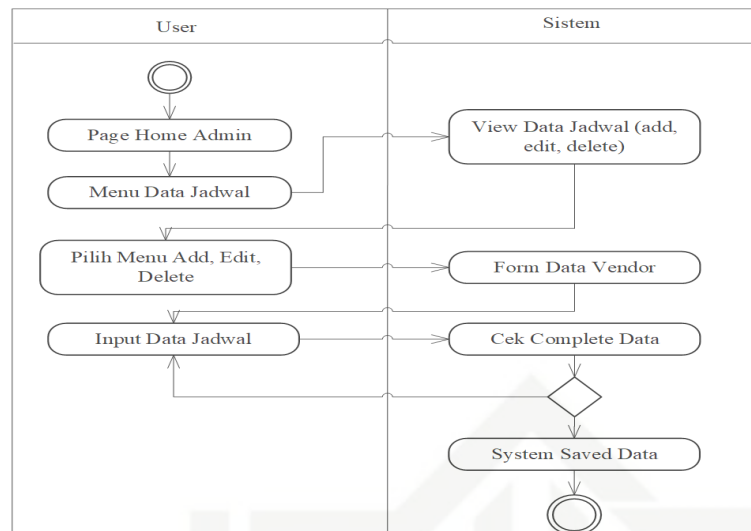 User
Sistem
Page Home Admin
View Data Jadwal (add,
edit, delete)
Menu Data Jadwal
Pilih Menu Add, Edit,
Delete
Form Data Vendor
Input Data Jadwal
Cek Complete Data
System Saved Data